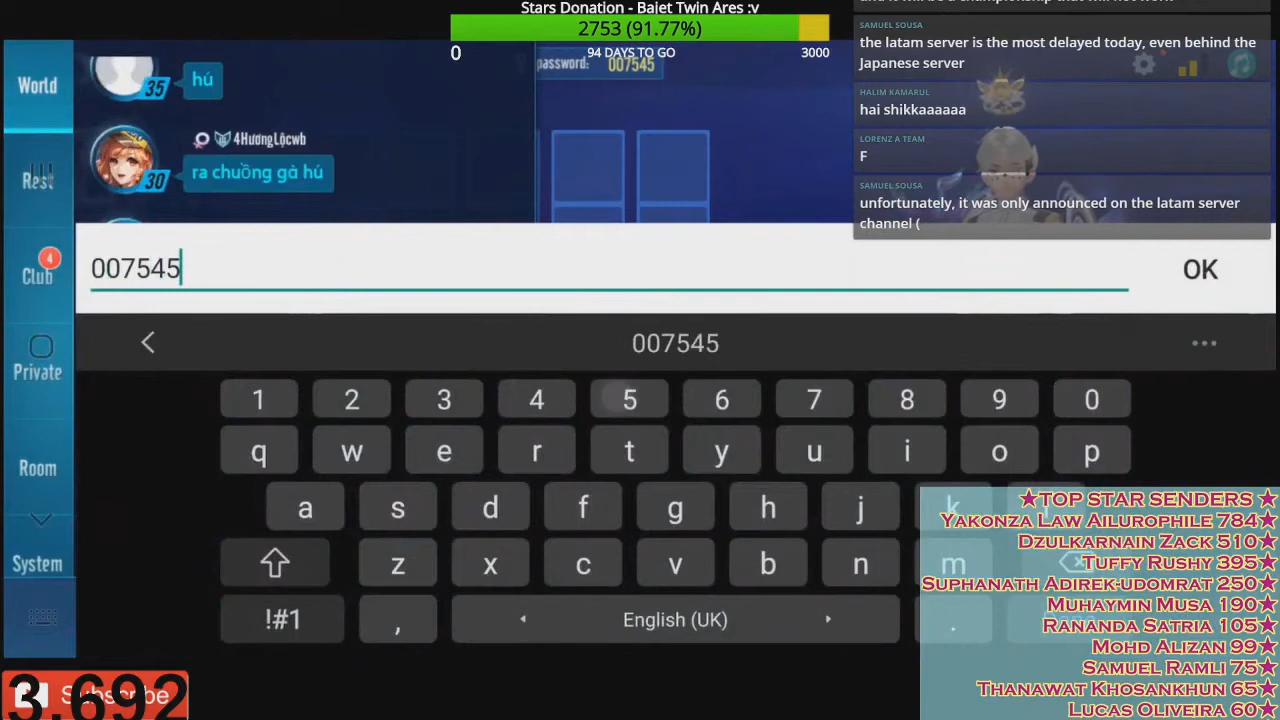 Stars Donation - Bajet Twin Ares :v
2753 (91.77%)
0
94 DAYS TO GO
3000
World
Rest
Club
4
Private
Room
System
35
hú
4HươngLộcwb
30
ra chuồng gà hú
password:
007545
SAMUEL SOUSA
the latam server is the most delayed today, even behind the
Japanese server
HALIM KAMARUL
hai shikkaaaaaa
LORENZ A TEAM
F
SAMUEL SOUSA
unfortunately, it was only announced on the latam server
channel (
007545
OK
007545
1 2 3 4 5 6 7 8 9 0
q w e r t y u i o p
a s d f g h j k
z x c v b n m
!#1 , English (UK) .
★TOP STAR SENDERS ★
YAKONZA LAW AILUROPHILE 784★
DZULKARNAIN ZACK 510★
TUFFY RUSHY 395★
SUPHANATH ADIREK-UDOMRAT 250★
MUHAYMIN MUSA 190★
RANANDA SATRIA 105★
MOHD ALIZAN 99★
SAMUEL RAMLI 75★
THANAWAT KHOSANKHUN 65★
LUCAS OLIVEIRA 60★
Subscribe
3,692